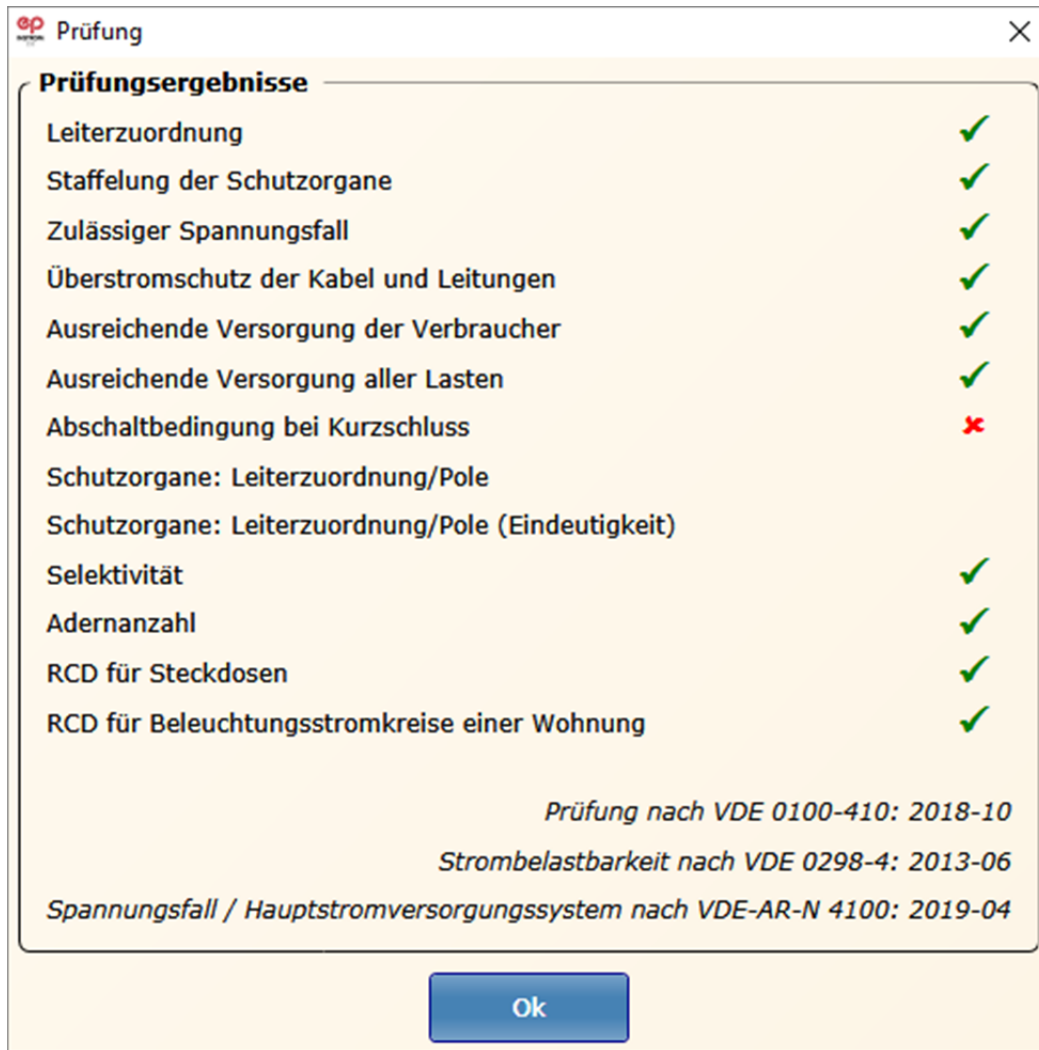 ep
Prüfung
Prüfungsergebnisse
Leiterzuordnung
Staffelung der Schutzorgane
Zulässiger Spannungsfall
Überstromschutz der Kabel und Leitungen
Ausreichende Versorgung der Verbraucher
Ausreichende Versorgung aller Lasten
Abschaltbedingung bei Kurzschluss
Schutzorgane: Leiterzuordnung/Pole
Schutzorgane: Leiterzuordnung/Pole (Eindeutigkeit)
Selektivität
Adernanzahl
RCD für Steckdosen
RCD für Beleuchtungsstromkreise einer Wohnung
Prüfung nach VDE 0100-410: 2018-10
Strombelastbarkeit nach VDE 0298-4: 2013-06
Spannungsfall / Hauptstromversorgungssystem nach VDE-AR-N 4100: 2019-04
Ok